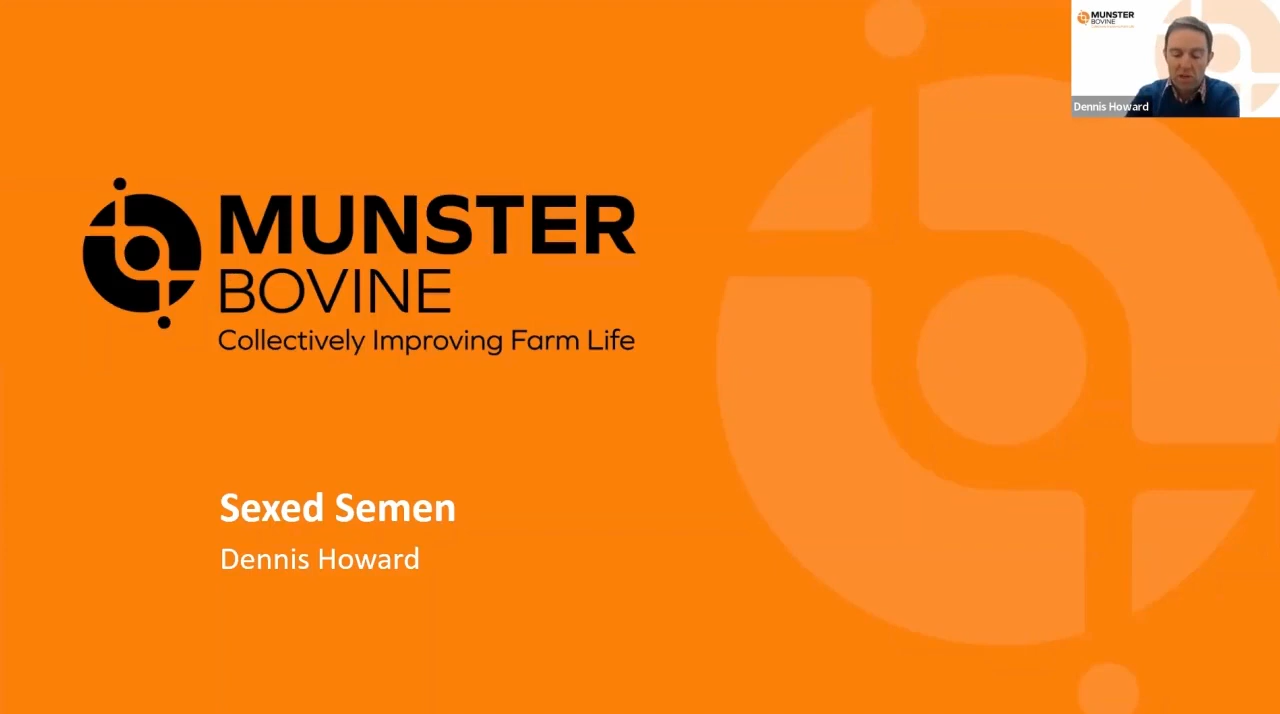 MUNSTER
BOVINE
Collectively Improving Farm Life
Sexed Semen
Dennis Howard
MUNSTER
BOVINE
Dennis Howard